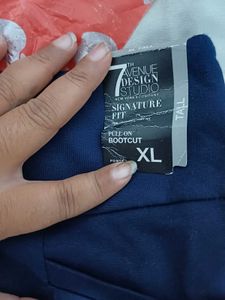 7TH
AVENUE
DESIGN
STUDIO
NEW YORK & COMPANY
SIGNATURE
FIT
PULL-ON
BOOTCUT
XL
TALL